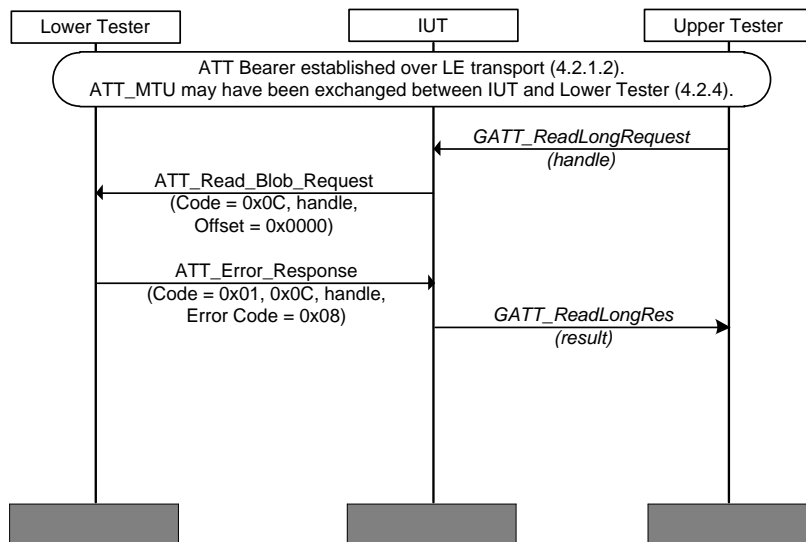 Lower Tester
IUT
Upper Tester
ATT Bearer established over LE transport (4.2.1.2).
ATT_MTU may have been exchanged between IUT and Lower Tester (4.2.4).
GATT_ReadLongRequest
(handle)
ATT_Read_Blob_Request
(Code = 0x0C, handle,
Offset = 0x0000)
ATT_Error_Response
(Code = 0x01, 0x0C, handle,
Error Code = 0x08)
GATT_ReadLongRes
(result)